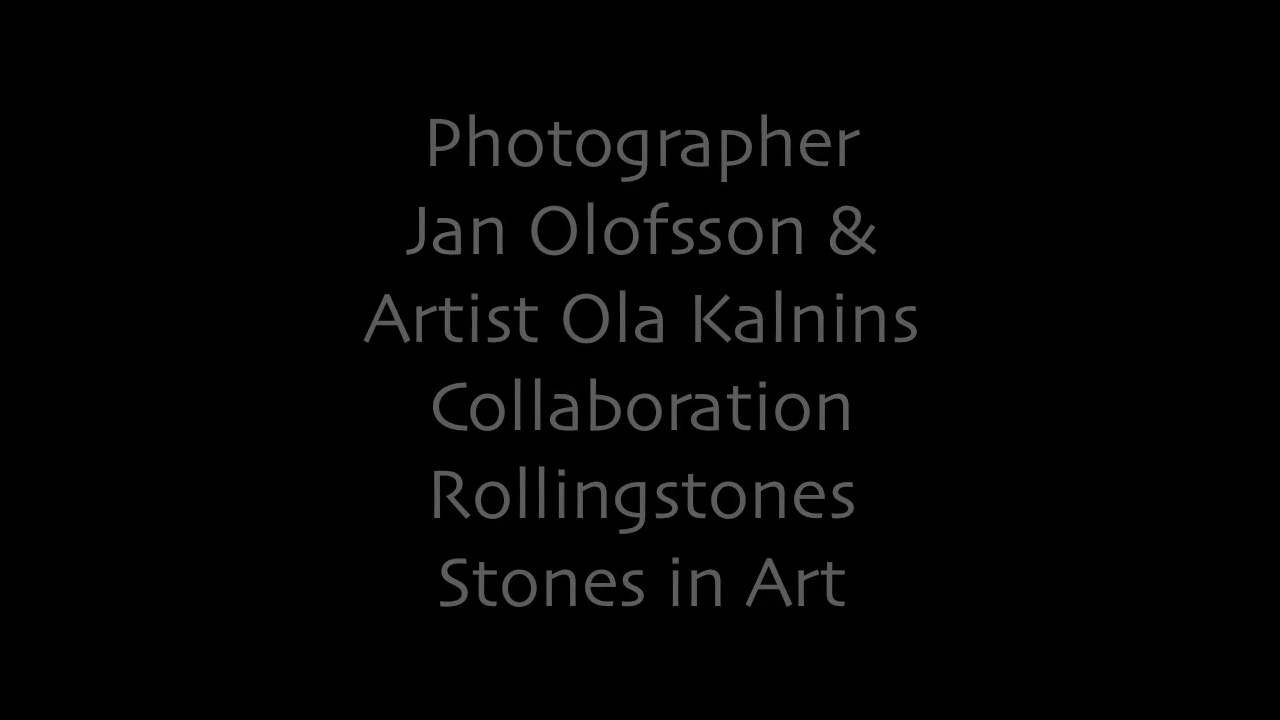 Photographer
Jan Olofsson &
Artist Ola Kalnins
Collaboration
Rollingstones
Stones in Art